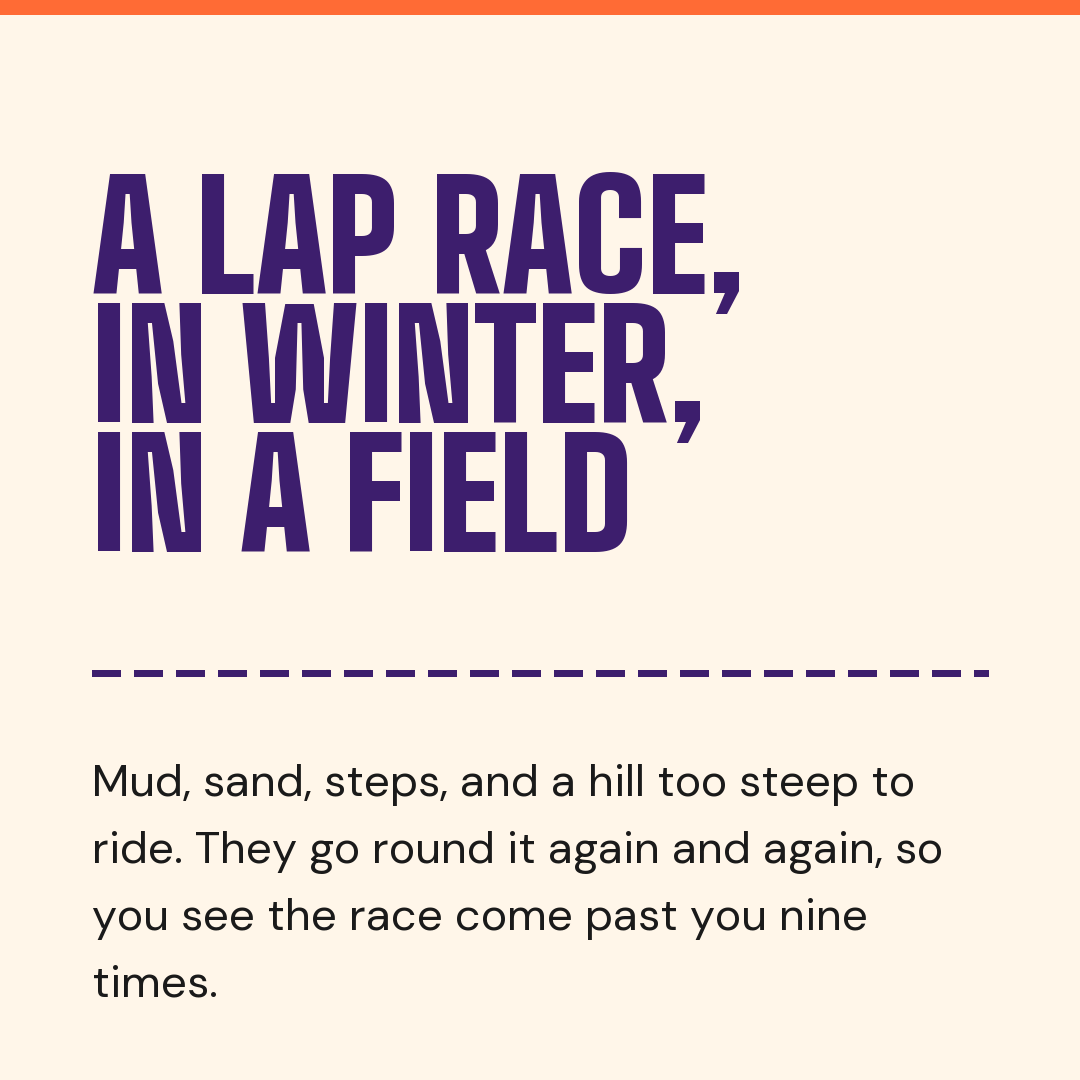 A LAP RACE,
IN WINTER,
IN A FIELD
Mud, sand, steps, and a hill too steep to
ride. They go round it again and again, so
you see the race come past you nine
times.